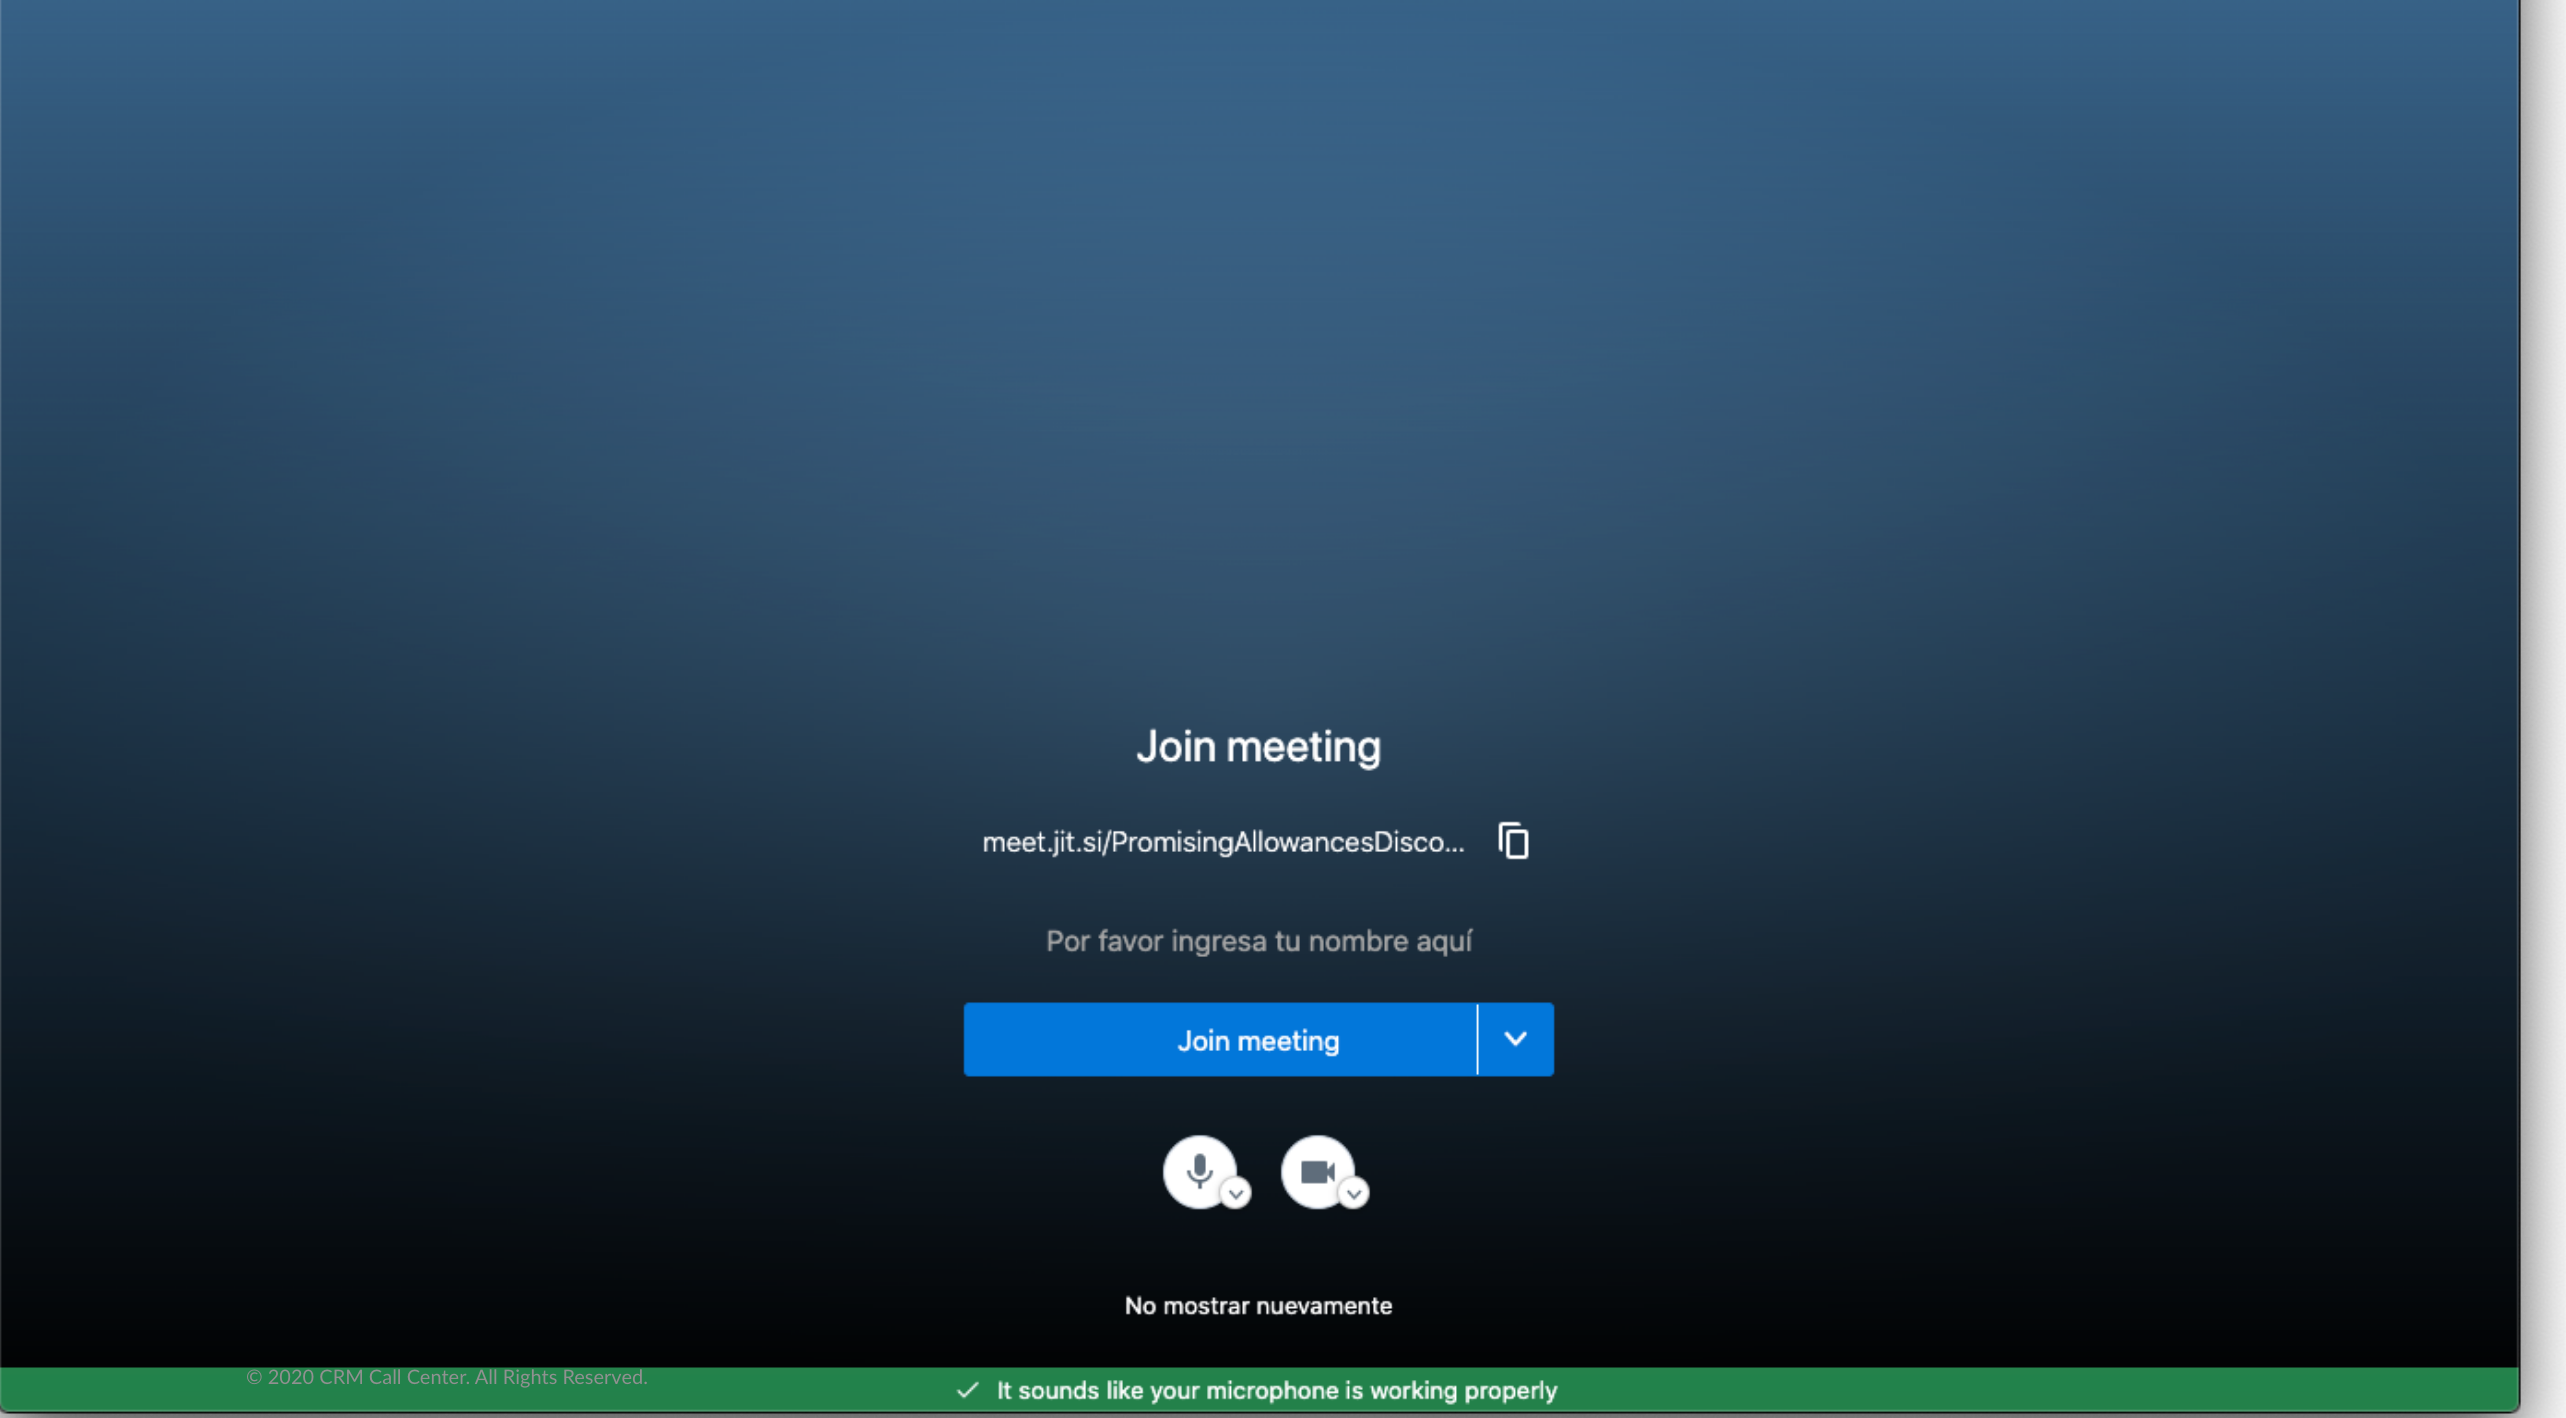 Join meeting
meet.jit.si/PromisingAllowancesDisco...
Por favor ingresa tu nombre aquí
Join meeting
No mostrar nuevamente
© 2020 CRM Call Center. All Rights Reserved.
It sounds like your microphone is working properly